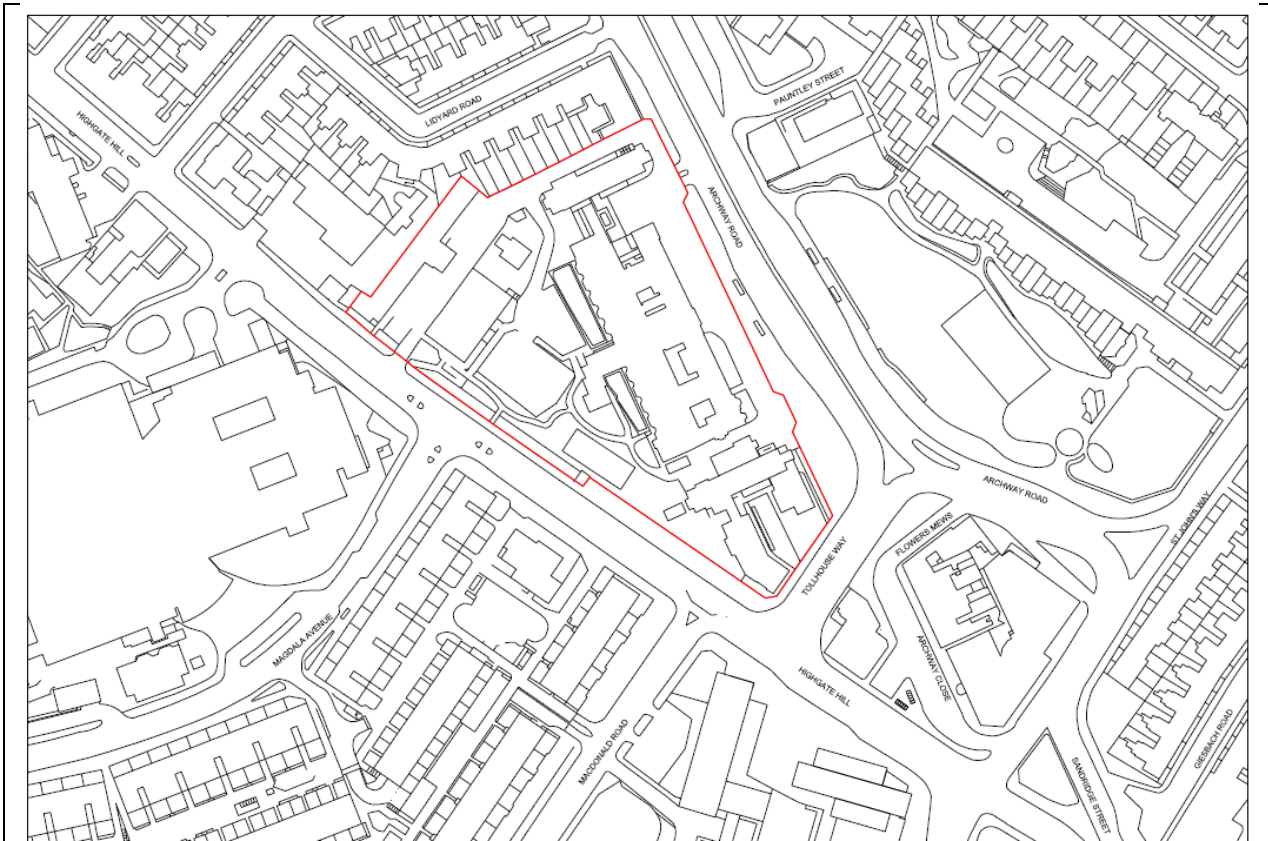 PAUNTLEY STREET
LIDYARD ROAD
HIGHGATE HILL
ARCHWAY ROAD
ARCHWAY ROAD
ST JOHN'S WAY
FLOWERS MEWS
TOLLHOUSE WAY
MAGDALA AVENUE
ARCHWAY CLOSE
HIGHGATE HILL
MACDONALD ROAD
GIESBACH ROAD
SANDRIDGE STREET